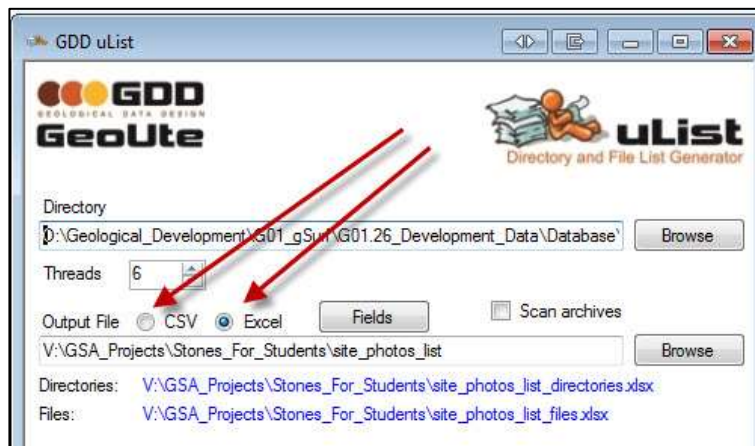 GDD uList
GDD
GEOLOGICAL DATA DESIGN
GeoUte
uList
Directory and File List Generator
Directory
D:\Geological_Development\G01_gSurf\G01.26_Development_Data\Database\
Browse
Threads 6
Output File CSV Excel Fields Scan archives
V:\GSA_Projects\Stones_For_Students\site_photos_list Browse
Directories: V:\GSA_Projects\Stones_For_Students\site_photos_list_directories.xlsx
Files: V:\GSA_Projects\Stones_For_Students\site_photos_list_files.xlsx